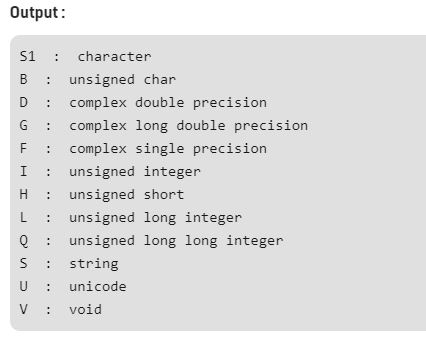 Output :
S1  :  character
B  :  unsigned char
D  :  complex double precision
G  :  complex long double precision
F  :  complex single precision
I  :  unsigned integer
H  :  unsigned short
L  :  unsigned long integer
Q  :  unsigned long long integer
S  :  string
U  :  unicode
V  :  void